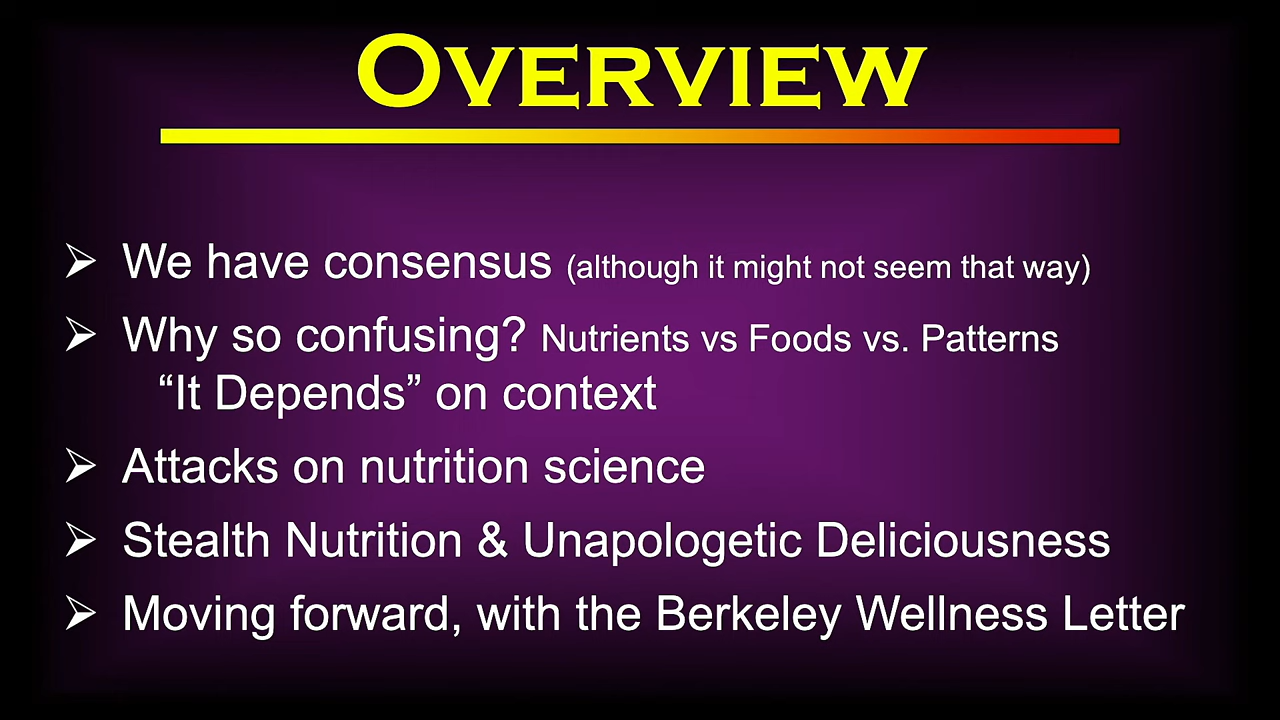 OVERVIEW
We have consensus (although it might not seem that way)
Why so confusing? Nutrients vs Foods vs. Patterns
“It Depends” on context
Attacks on nutrition science
Stealth Nutrition & Unapologetic Deliciousness
Moving forward, with the Berkeley Wellness Letter